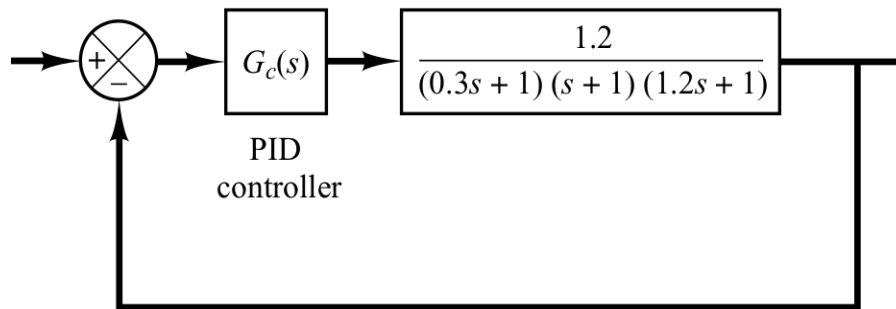 +
−
G_c(s)
1.2
(0.3s + 1) (s + 1) (1.2s + 1)
PID
controller